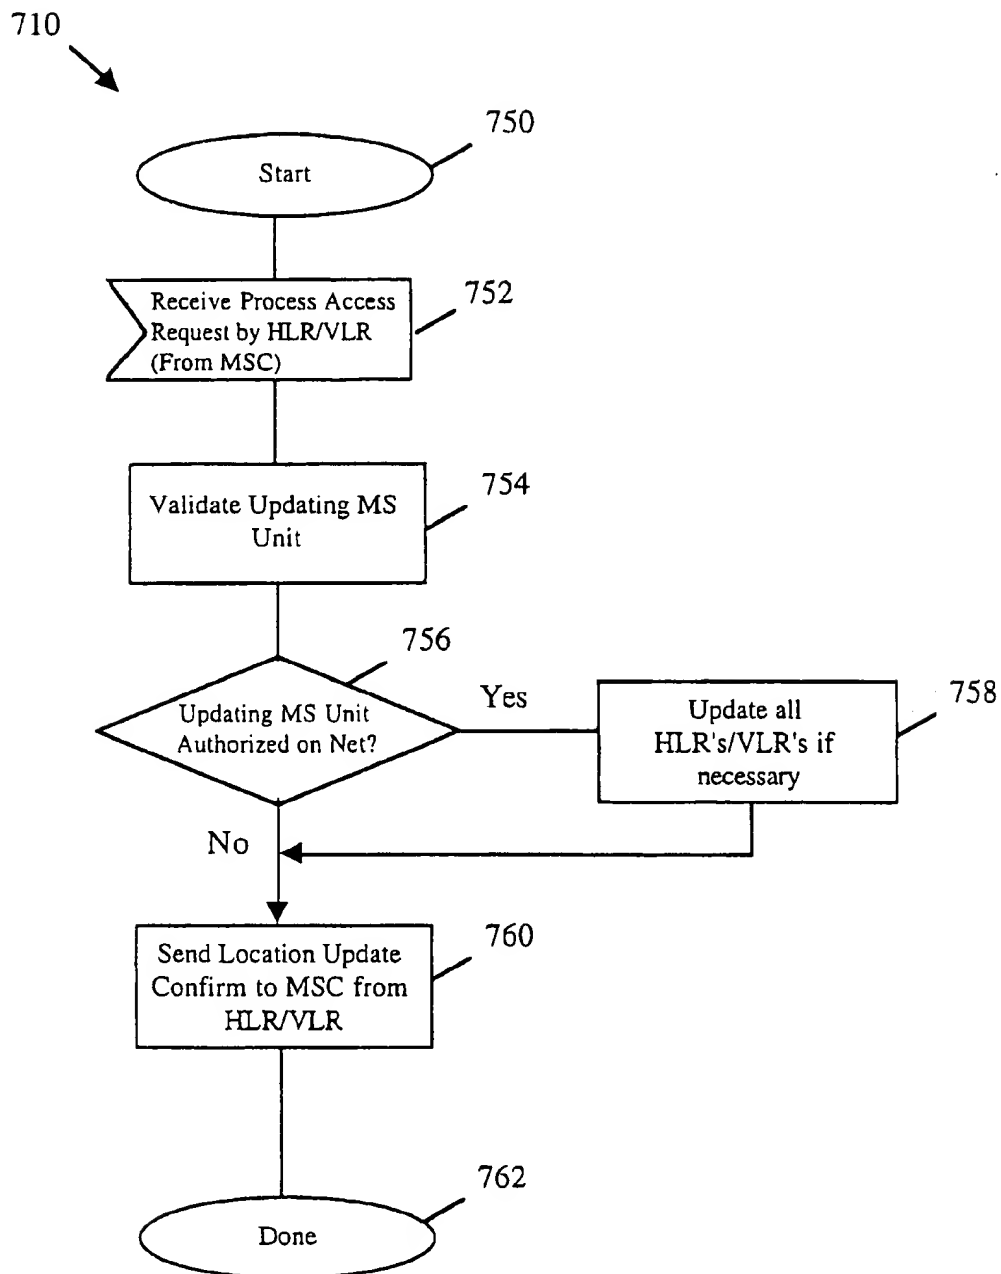 710
750
Start
752
Receive Process Access
Request by HLR/VLR
(From MSC)
754
Validate Updating MS
Unit
756
Updating MS Unit
Authorized on Net?
Yes
758
Update all
HLR's/VLR's if
necessary
No
760
Send Location Update
Confirm to MSC from
HLR/VLR
762
Done